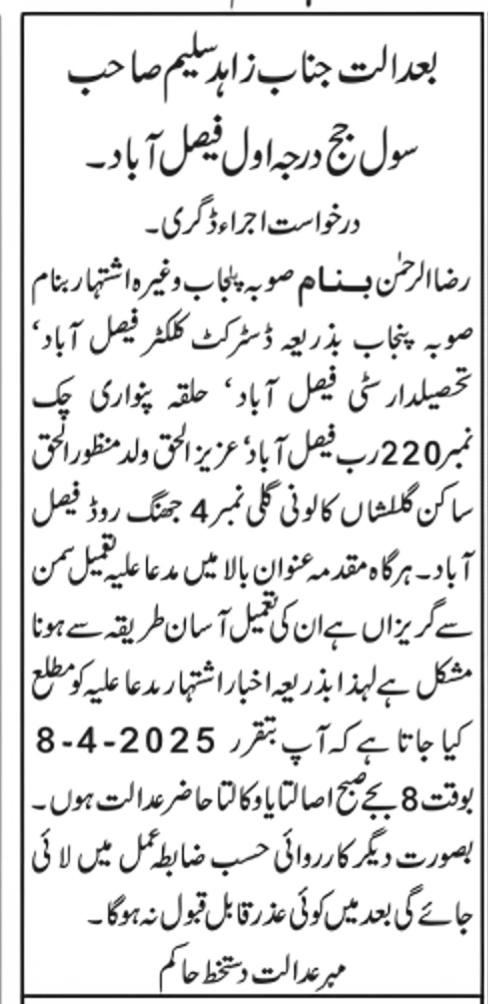 بعدالت جناب زاہد سلیم صاحب
سول جج درجہ اول فیصل آباد۔
درخواست اجراء ڈگری۔
رضاالرحمٰن بنام صوبہ پنجاب وغیرہ اشتہار بنام
صوبہ پنجاب بذریعہ ڈسٹرکٹ کلکٹر فیصل آباد‘
تحصیلدار سٹی فیصل آباد‘ حلقہ پٹواری چک
نمبر220رب فیصل آباد‘ عزیز الحق ولد منظور الحق
ساکن گلفشاں کالونی گلی نمبر4 جھنگ روڈ فیصل
آباد۔ ہرگاہ مقدمہ عنوان بالا میں مدعا علیہ تعمیل سمن
سے گریزاں ہے ان کی تعمیل آسان طریقہ سے ہونا
مشکل ہے لہذا بذریعہ اخبار اشتہار مدعا علیہ کو مطلع
کیا جاتا ہے کہ آپ بتقرر 8-4-2025
بوقت 8 بجے صبح اصالتا یا وکالتا حاضر عدالت ہوں۔
بصورت دیگر کارروائی حسب ضابطہ عمل میں لائی
جائے گی بعد میں کوئی عذر قابل قبول نہ ہوگا۔
مہر عدالت دستخط حاکم